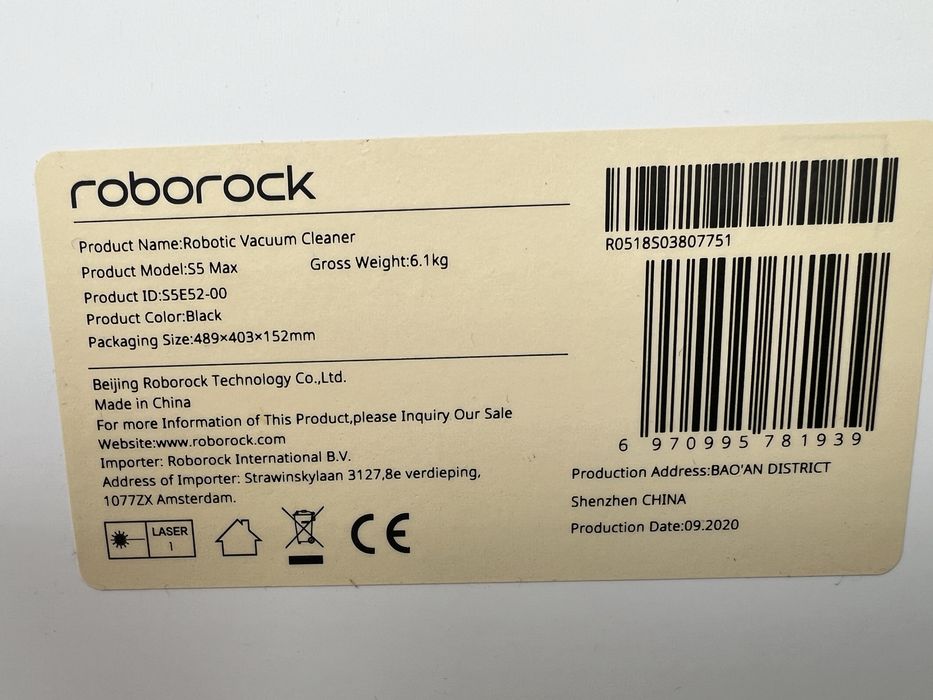 roborock
Product Name:Robotic Vacuum Cleaner
Product Model:S5 Max Gross Weight:6.1kg
Product ID:S5E52-00
Product Color:Black
Packaging Size:489×403×152mm
Beijing Roborock Technology Co.,Ltd.
Made in China
For more Information of This Product,please Inquiry Our Sale
Website:www.roborock.com
Importer: Roborock International B.V.
Address of Importer: Strawinskylaan 3127,8e verdieping,
1077ZX Amsterdam.
LASER
1
CE
R0518S03807751
6 970995 781939
Production Address:BAO'AN DISTRICT
Shenzhen CHINA
Production Date:09.2020